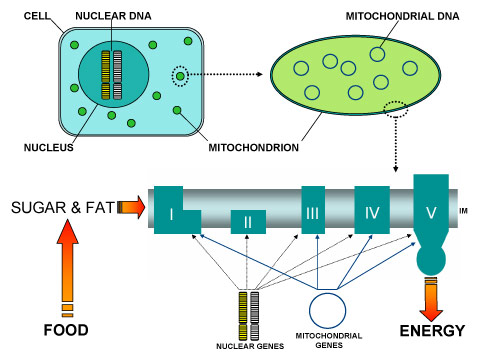 CELL
NUCLEAR DNA
MITOCHONDRIAL DNA
NUCLEUS
MITOCHONDRION
SUGAR & FAT
I
II
III
IV
V
IM
FOOD
NUCLEAR GENES
MITOCHONDRIAL
GENES
ENERGY